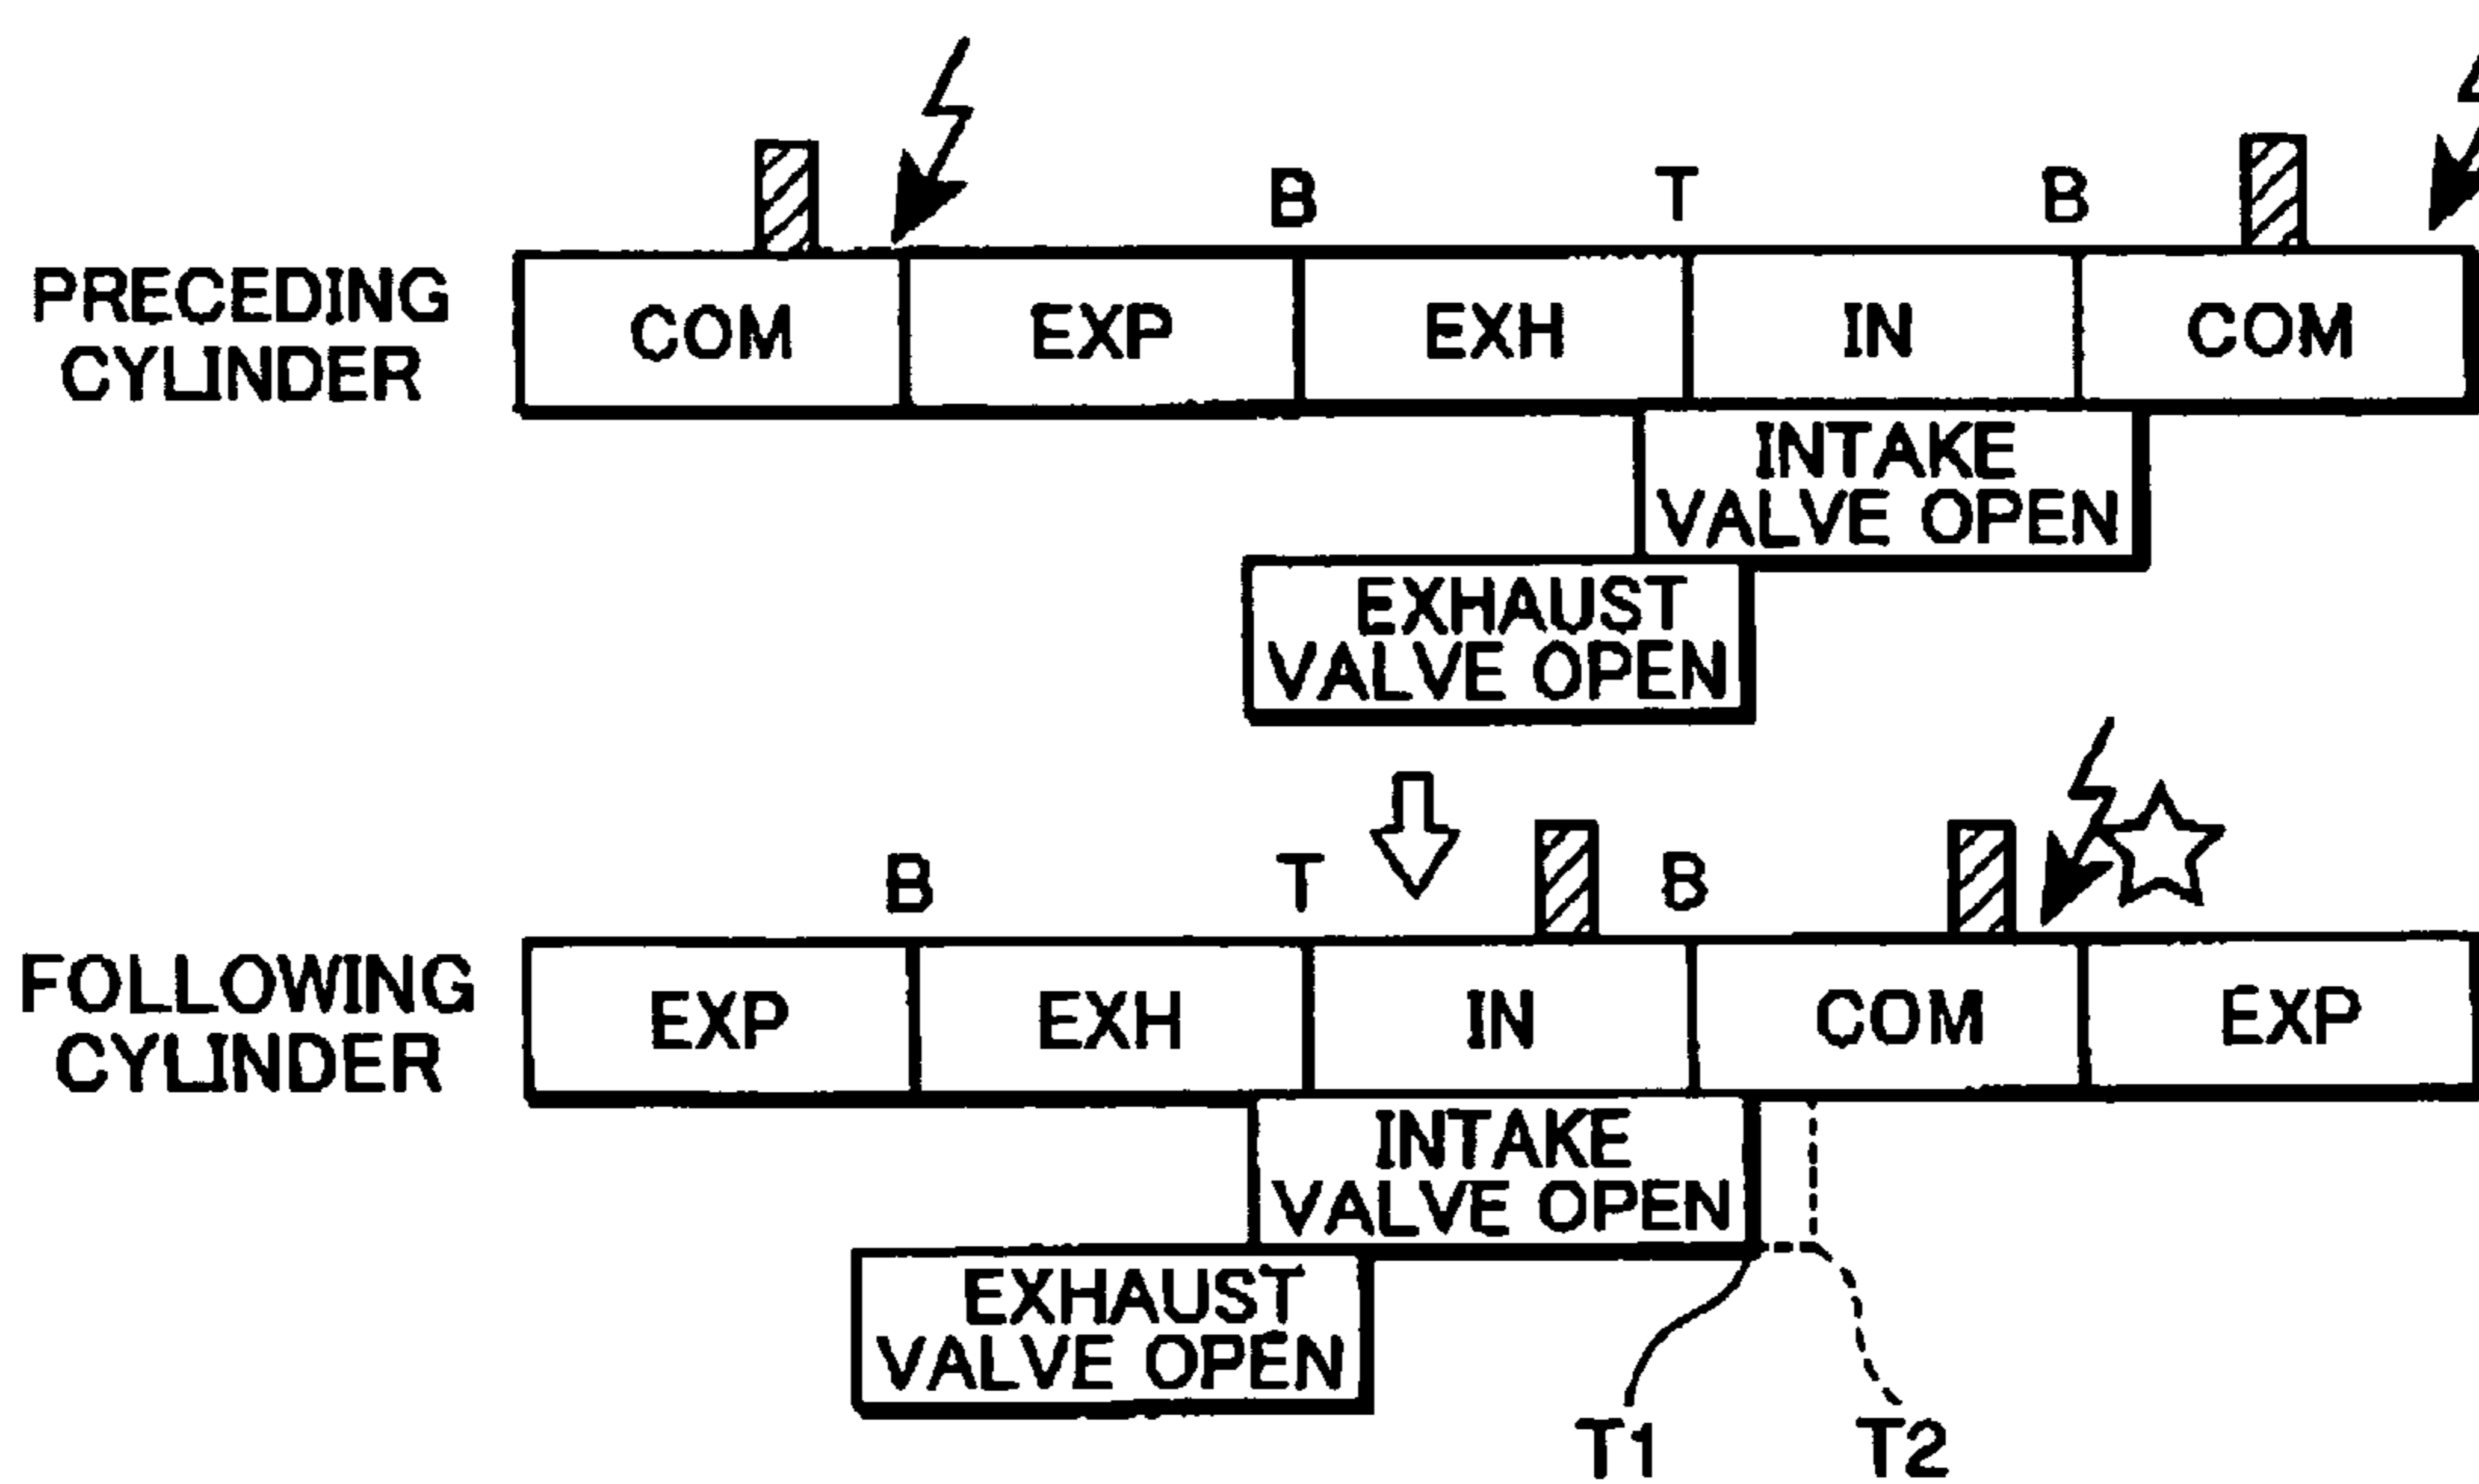 B T B
PRECEDING
CYLINDER
COM EXP EXH IN COM
INTAKE
VALVE OPEN
EXHAUST
VALVE OPEN
B T B
FOLLOWING
CYLINDER
EXP EXH IN COM EXP
INTAKE
VALVE OPEN
EXHAUST
VALVE OPEN
T1 T2